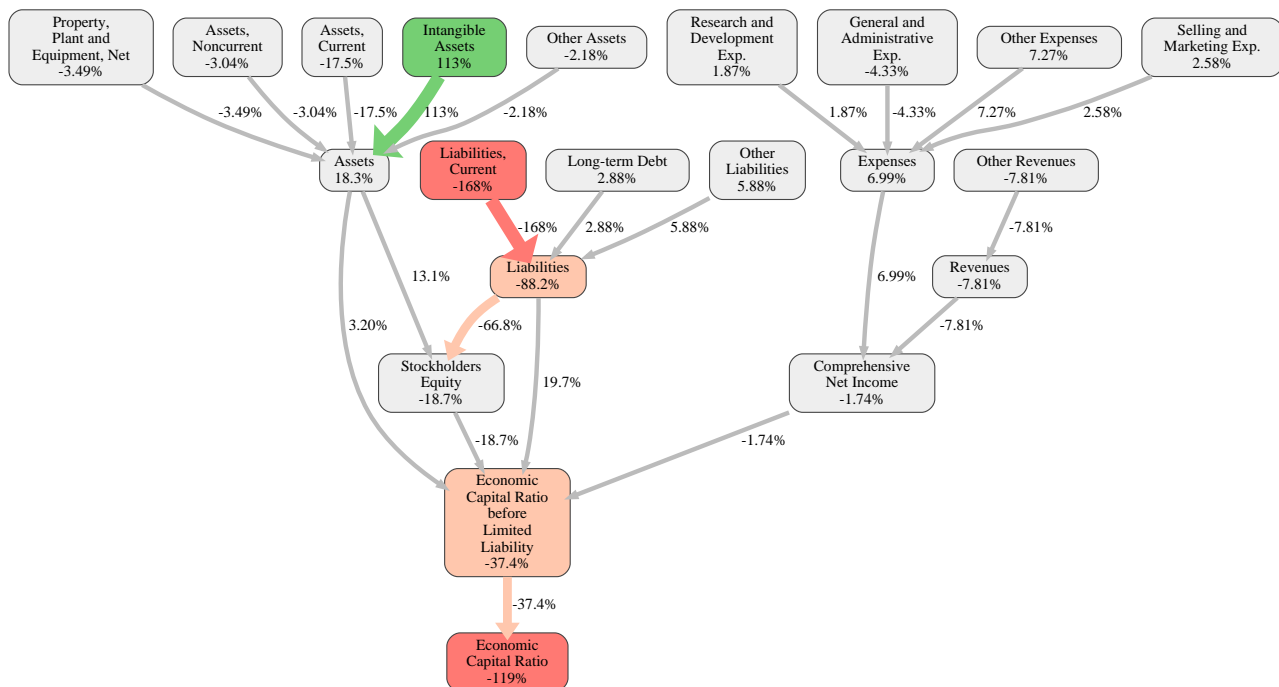 Property,
Plant and
Equipment, Net
-3.49%
Assets,
Noncurrent
-3.04%
Assets,
Current
-17.5%
Intangible
Assets
113%
Other Assets
-2.18%
Research and
Development
Exp.
1.87%
General and
Administrative
Exp.
-4.33%
Other Expenses
7.27%
Selling and
Marketing Exp.
2.58%
-3.49%
-3.04%
-17.5%
113%
-2.18%
1.87%
-4.33%
7.27%
2.58%
Assets
18.3%
Liabilities,
Current
-168%
Long-term Debt
2.88%
Other
Liabilities
5.88%
Expenses
6.99%
Other Revenues
-7.81%
-168%
2.88%
5.88%
-7.81%
13.1%
Liabilities
-88.2%
6.99%
Revenues
-7.81%
3.20%
-66.8%
-7.81%
Stockholders
Equity
-18.7%
19.7%
Comprehensive
Net Income
-1.74%
-18.7%
-1.74%
Economic
Capital Ratio
before
Limited
Liability
-37.4%
-37.4%
Economic
Capital Ratio
-119%